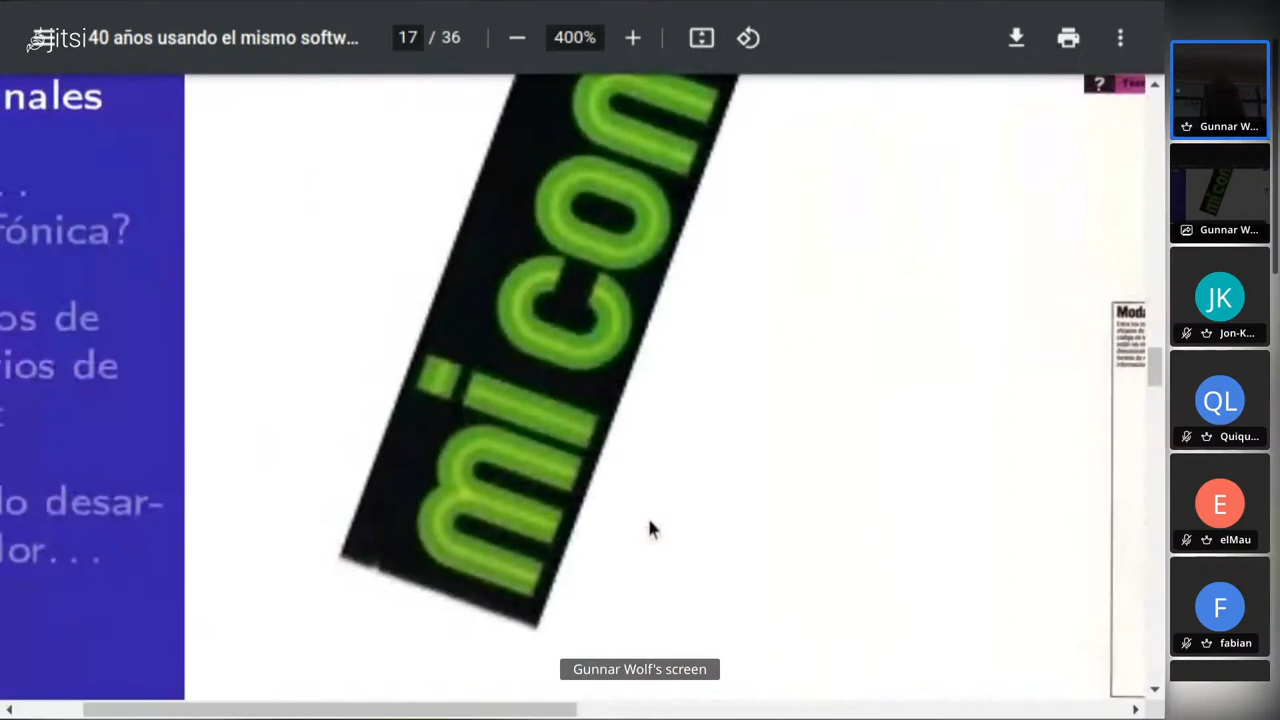 jitsi
40 años usando el mismo softw...
17 / 36
400%
nales
..
fónica?
os de
ios de
lo desar-
lor...
micon
?
Moda
Gunnar W...
Gunnar W...
JK
Jon-K...
QL
Quiqu...
E
elMau
F
fabian
Gunnar Wolf's screen